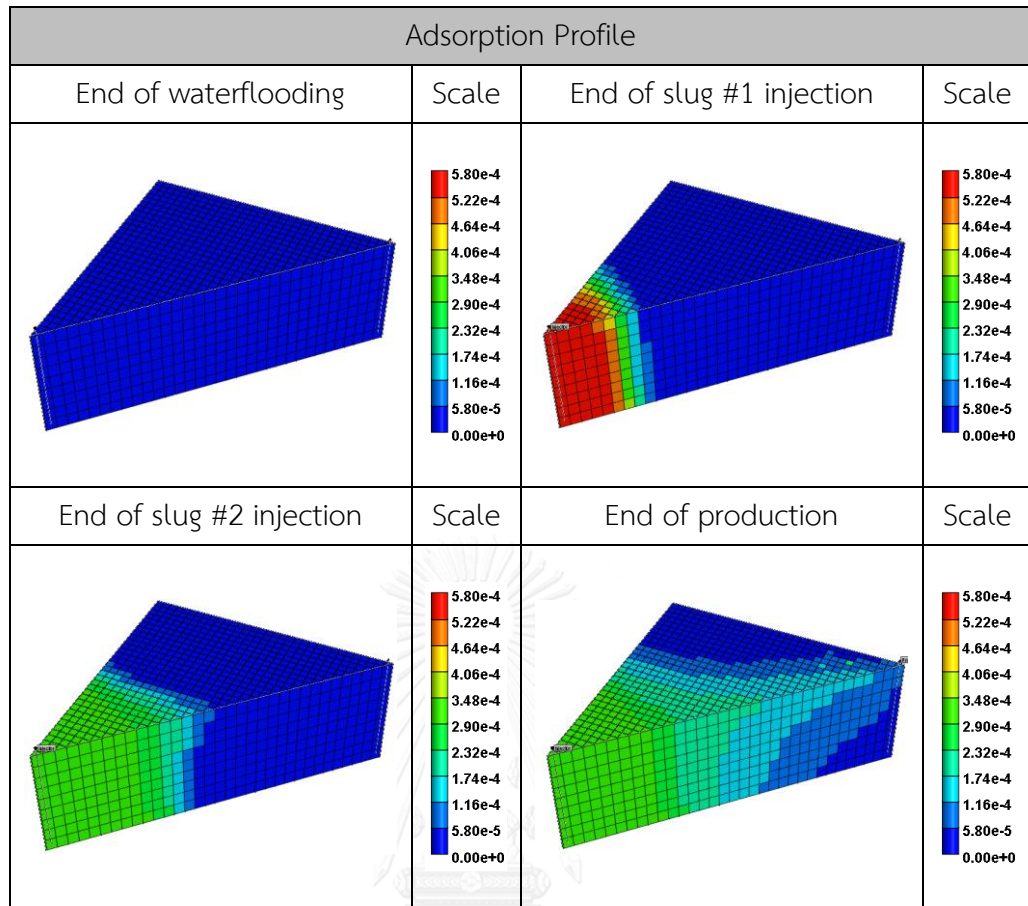 Adsorption Profile
End of waterflooding
Scale
End of slug #1 injection
Scale
5.80e-4
5.22e-4
4.64e-4
4.06e-4
3.48e-4
2.90e-4
2.32e-4
1.74e-4
1.16e-4
5.80e-5
0.00e+0
5.80e-4
5.22e-4
4.64e-4
4.06e-4
3.48e-4
2.90e-4
2.32e-4
1.74e-4
1.16e-4
5.80e-5
0.00e+0
End of slug #2 injection
Scale
End of production
Scale
5.80e-4
5.22e-4
4.64e-4
4.06e-4
3.48e-4
2.90e-4
2.32e-4
1.74e-4
1.16e-4
5.80e-5
0.00e+0
5.80e-4
5.22e-4
4.64e-4
4.06e-4
3.48e-4
2.90e-4
2.32e-4
1.74e-4
1.16e-4
5.80e-5
0.00e+0